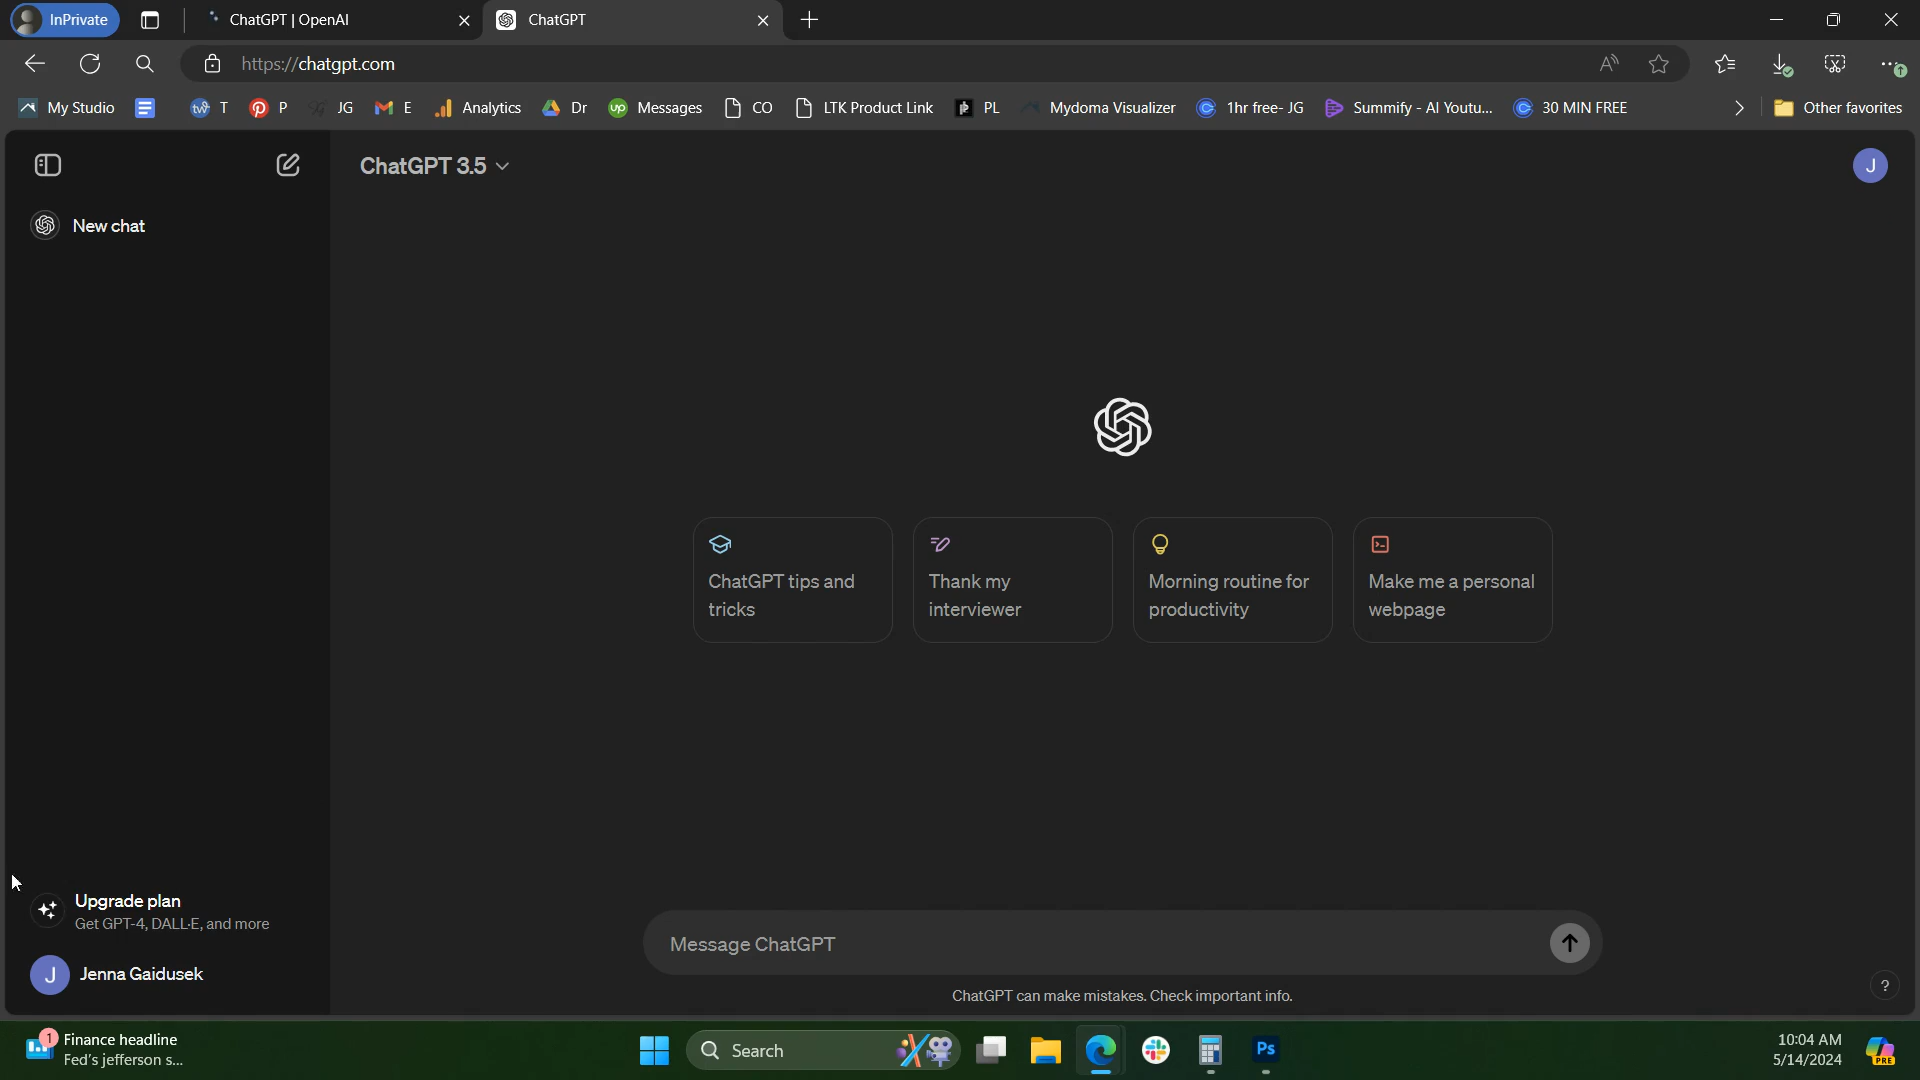 InPrivate
ChatGPT | OpenAI
ChatGPT
https://chatgpt.com
My Studio
T
P
JG
E
Analytics
Dr
Messages
CO
LTK Product Link
PL
Mydoma Visualizer
1hr free- JG
Summify - AI Youtu...
30 MIN FREE
Other favorites
ChatGPT 3.5
J
New chat
ChatGPT tips and
tricks
Thank my
interviewer
Morning routine for
productivity
Make me a personal
webpage
Upgrade plan
Get GPT-4, DALL·E, and more
J
Jenna Gaidusek
Message ChatGPT
ChatGPT can make mistakes. Check important info.
?
1
Finance headline
Fed's jefferson s...
Search
Ps
10:04 AM
5/14/2024
PRE